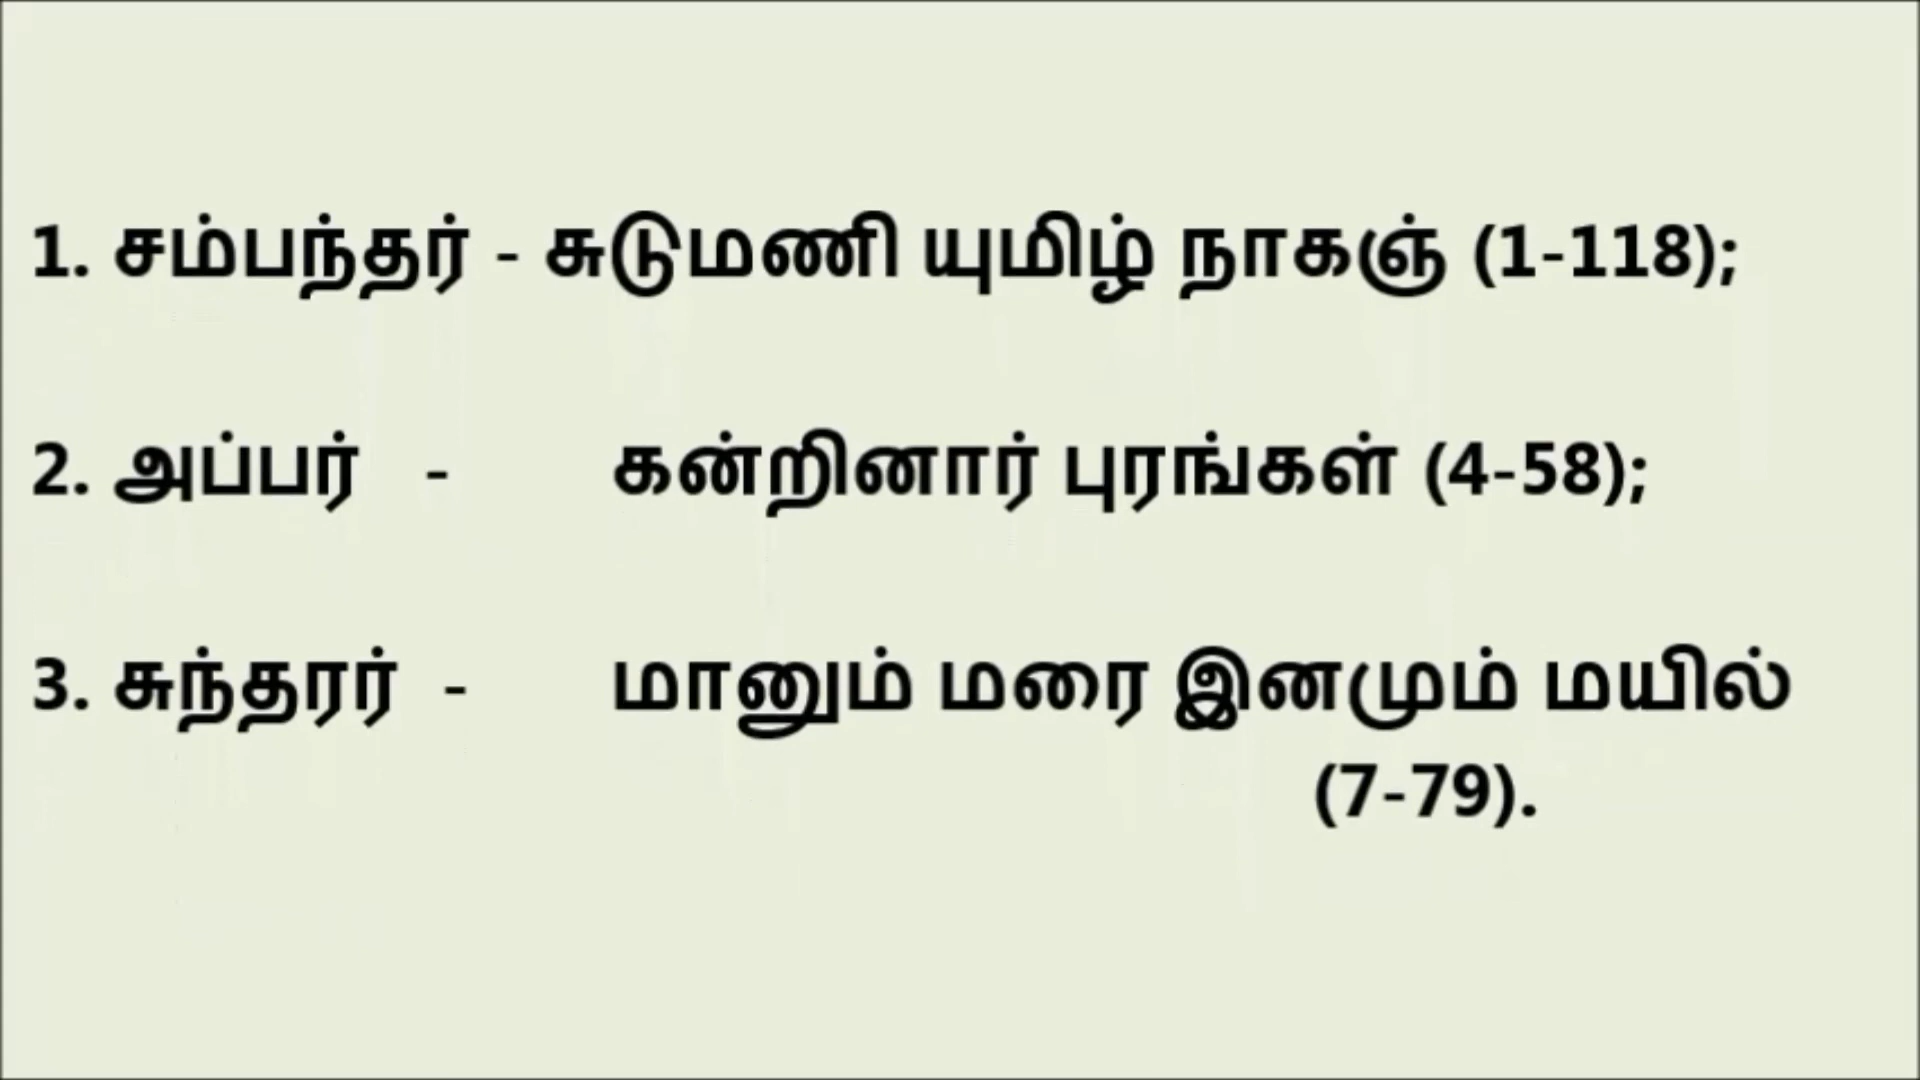 1. சம்பந்தர் - சுடுமணி யுமிழ் நாகஞ் (1-118);
2. அப்பர் - கன்றினார் புரங்கள் (4-58);
3. சுந்தரர் - மானும் மரை இனமும் மயில்
(7-79).